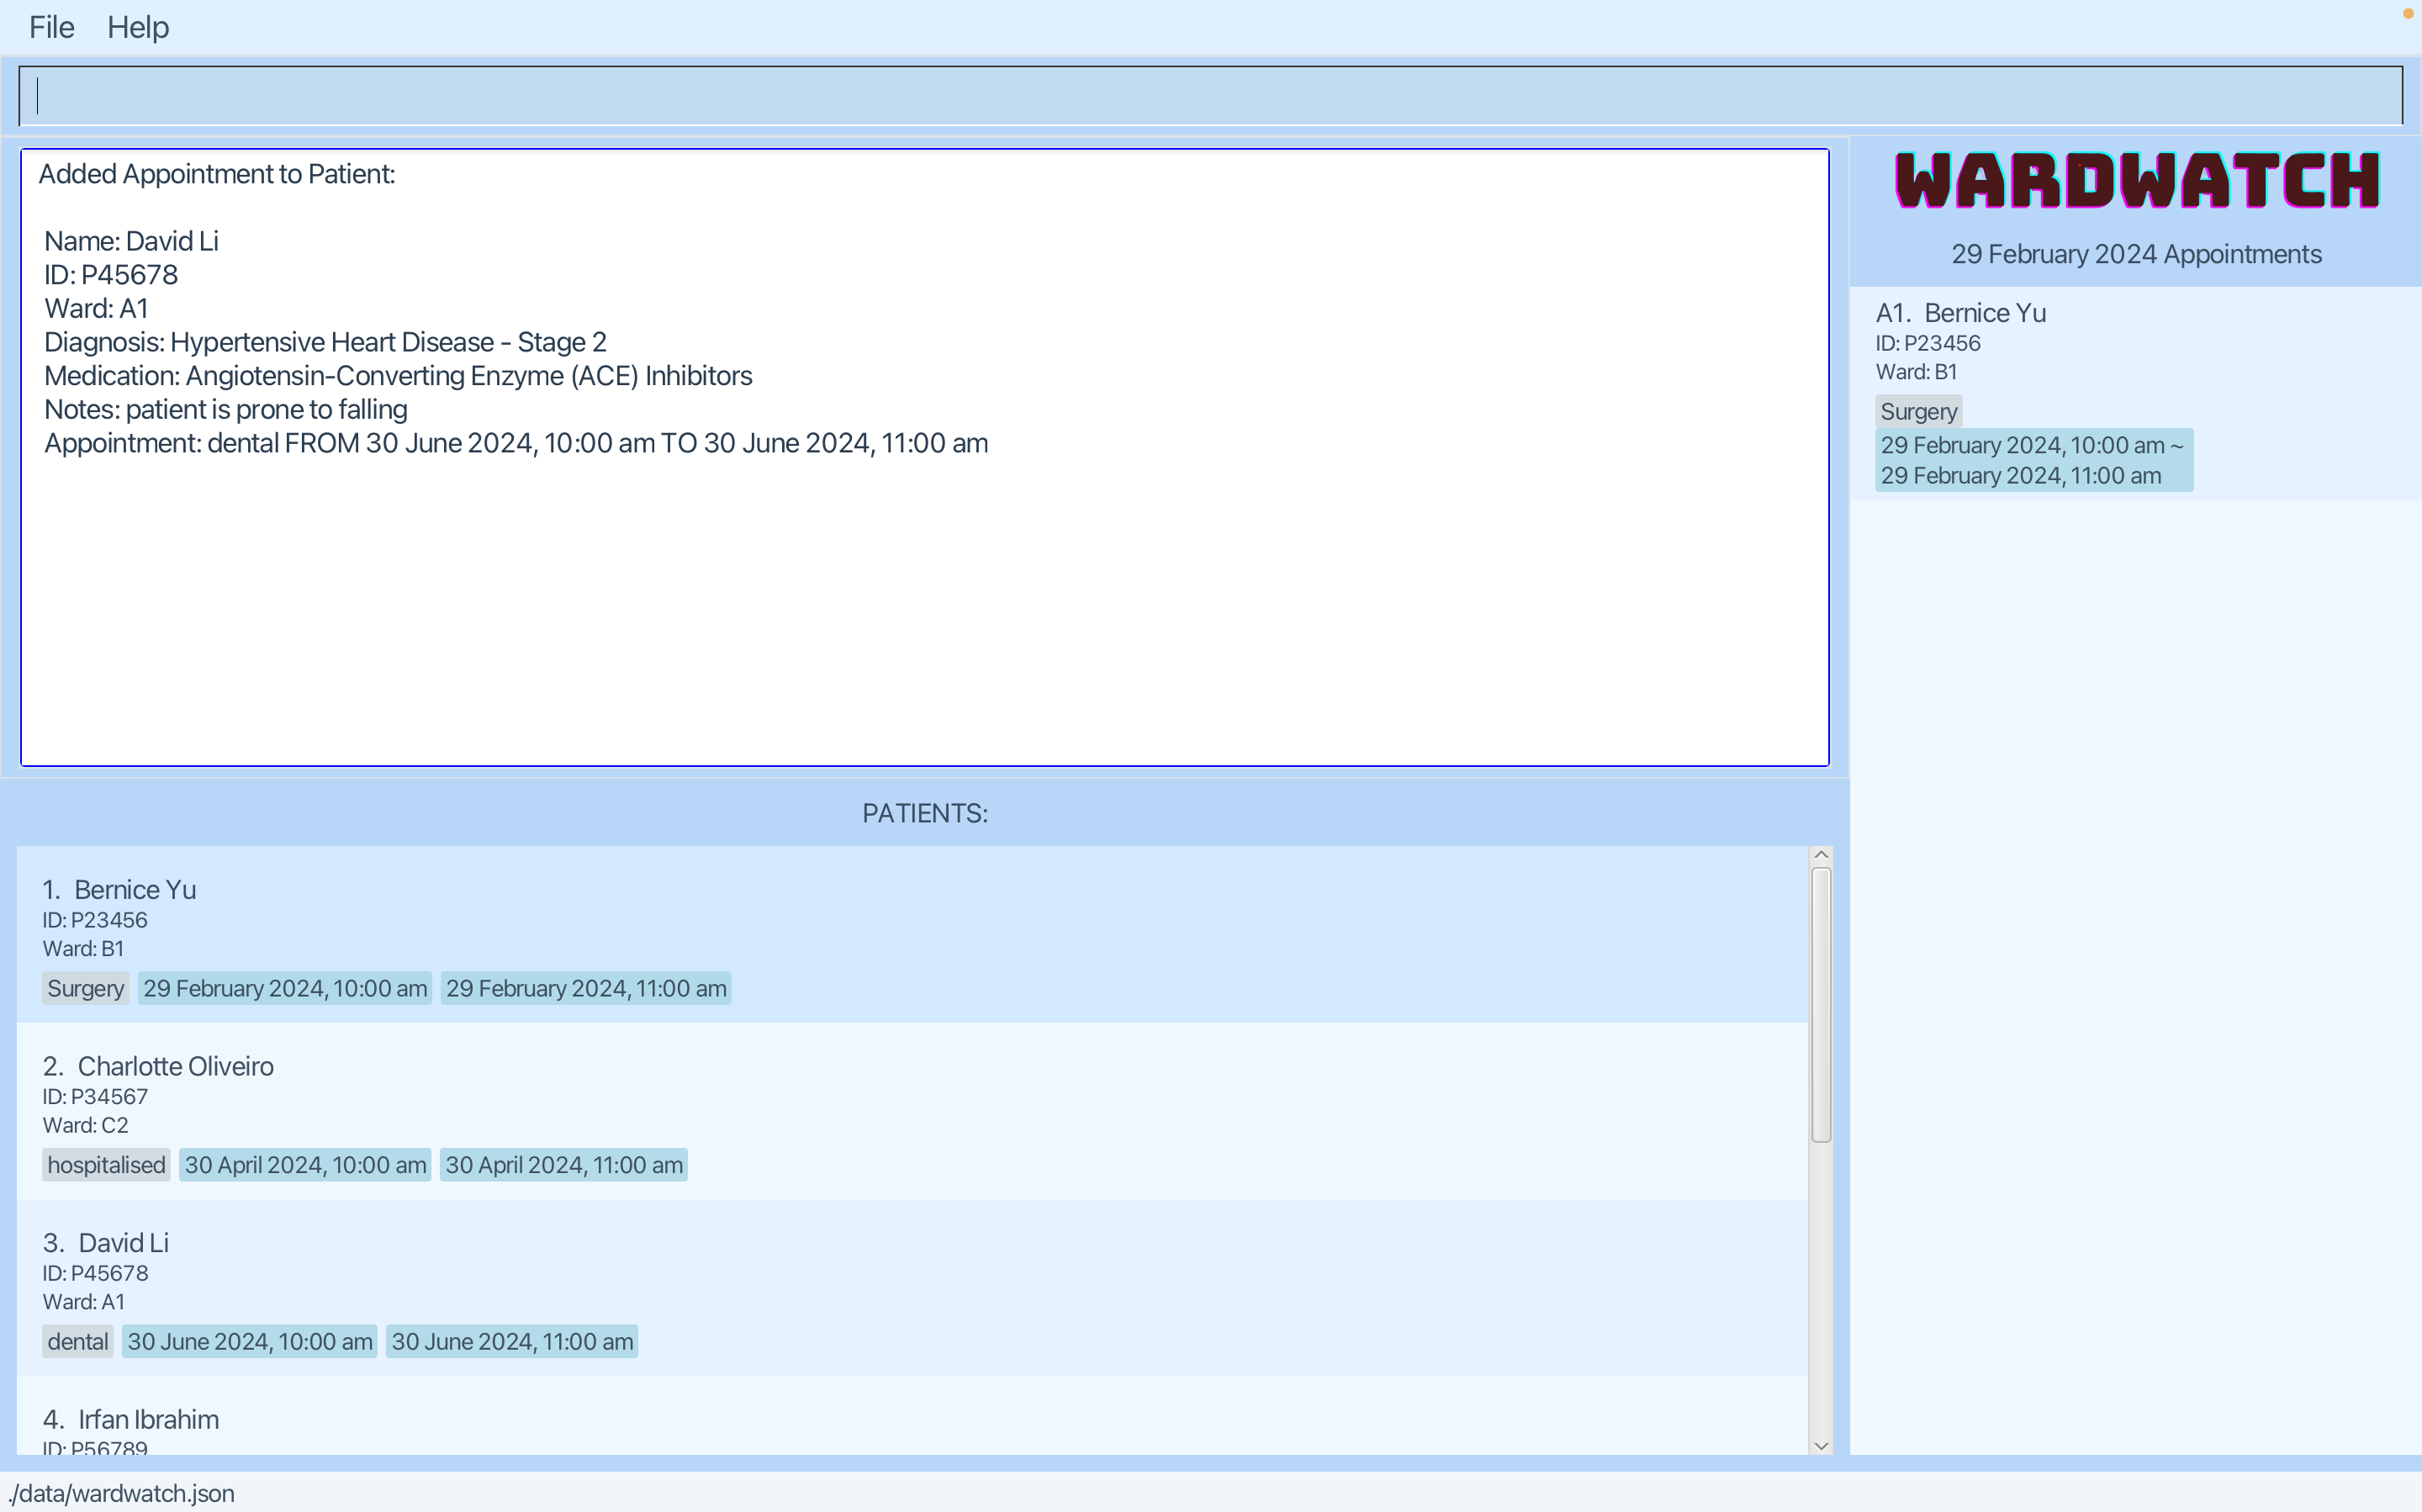 File Help
Added Appointment to Patient:
Name: David Li
ID: P45678
Ward: A1
Diagnosis: Hypertensive Heart Disease - Stage 2
Medication: Angiotensin-Converting Enzyme (ACE) Inhibitors
Notes: patient is prone to falling
Appointment: dental FROM 30 June 2024, 10:00 am TO 30 June 2024, 11:00 am
WARDWATCH
29 February 2024 Appointments
A1. Bernice Yu
ID: P23456
Ward: B1
Surgery
29 February 2024, 10:00 am ~
29 February 2024, 11:00 am
PATIENTS:
1. Bernice Yu
ID: P23456
Ward: B1
Surgery 29 February 2024, 10:00 am 29 February 2024, 11:00 am
2. Charlotte Oliveiro
ID: P34567
Ward: C2
hospitalised 30 April 2024, 10:00 am 30 April 2024, 11:00 am
3. David Li
ID: P45678
Ward: A1
dental 30 June 2024, 10:00 am 30 June 2024, 11:00 am
4. Irfan Ibrahim
ID: P56789
./data/wardwatch.json